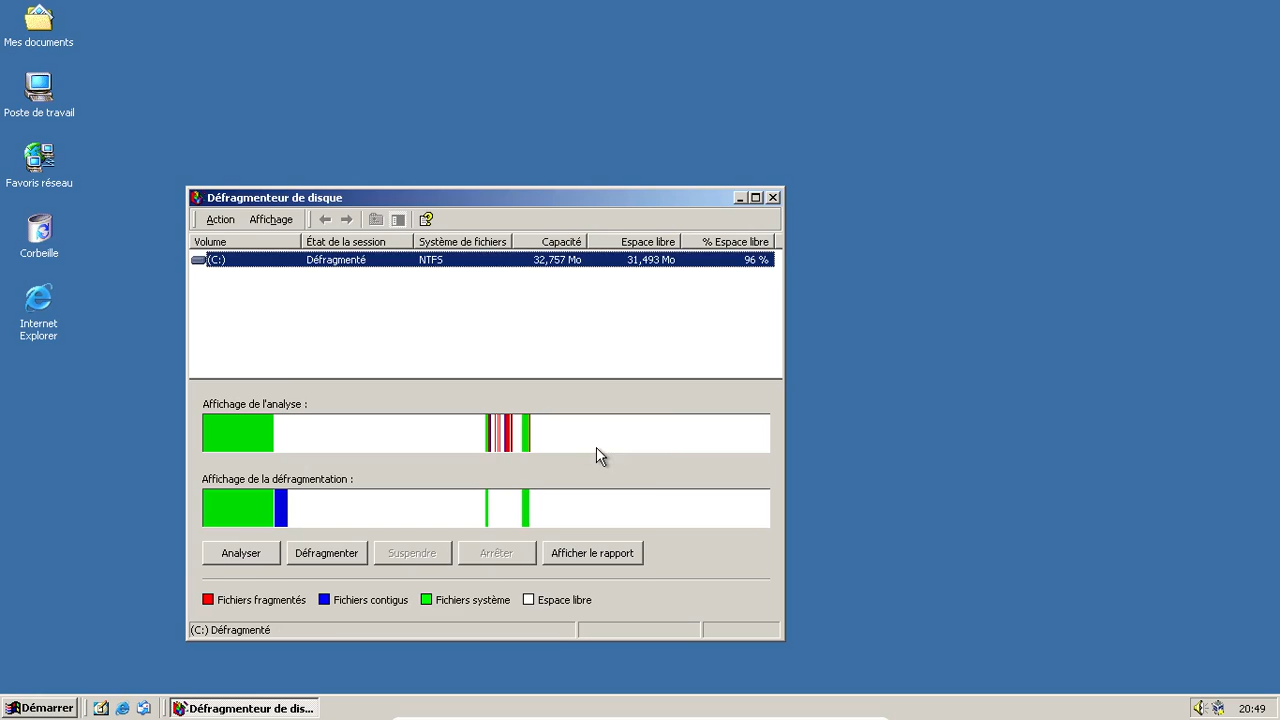 Mes documents
Poste de travail
Favoris réseau
Corbeille
Internet
Explorer
Défragmenteur de disque
Action Affichage
Volume État de la session Système de fichiers Capacité Espace libre % Espace libre
(C:) Défragmenté NTFS 32,757 Mo 31,493 Mo 96 %
Affichage de l'analyse :
Affichage de la défragmentation :
Analyser Défragmenter Suspendre Arrêter Afficher le rapport
Fichiers fragmentés Fichiers contigus Fichiers système Espace libre
(C:) Défragmenté
Démarrer Défragmenteur de dis... 20:49